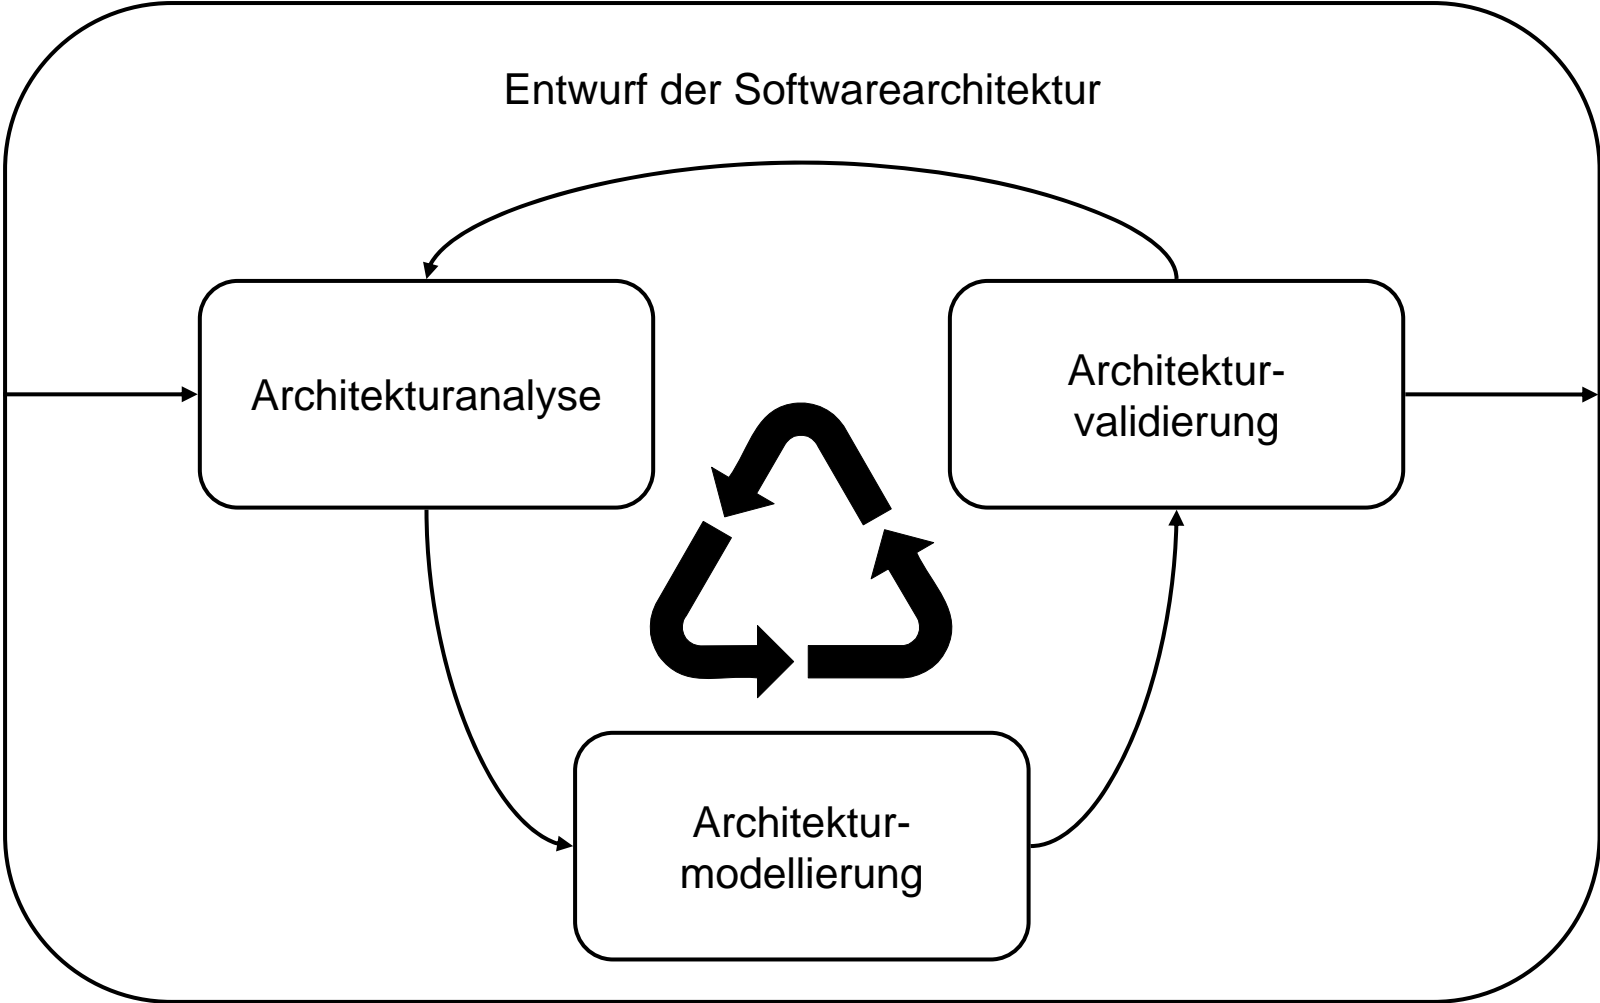 Entwurf der Softwarearchitektur
Architekturanalyse
Architektur-
validierung
Architektur-
modellierung